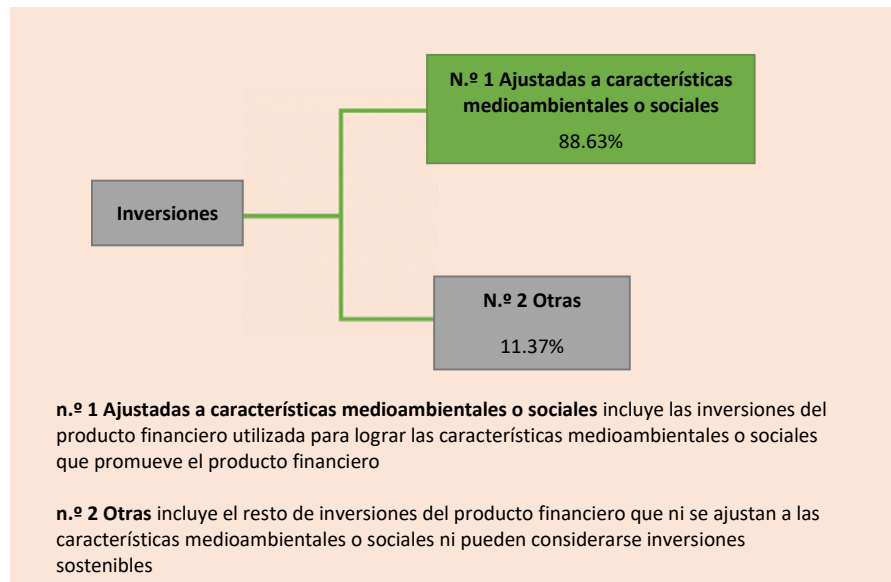 N.º 1 Ajustadas a características
medioambientales o sociales
88.63%
Inversiones
N.º 2 Otras
11.37%
n.º 1 Ajustadas a características medioambientales o sociales incluye las inversiones del
producto financiero utilizada para lograr las características medioambientales o sociales
que promueve el producto financiero
n.º 2 Otras incluye el resto de inversiones del producto financiero que ni se ajustan a las
características medioambientales o sociales ni pueden considerarse inversiones
sostenibles